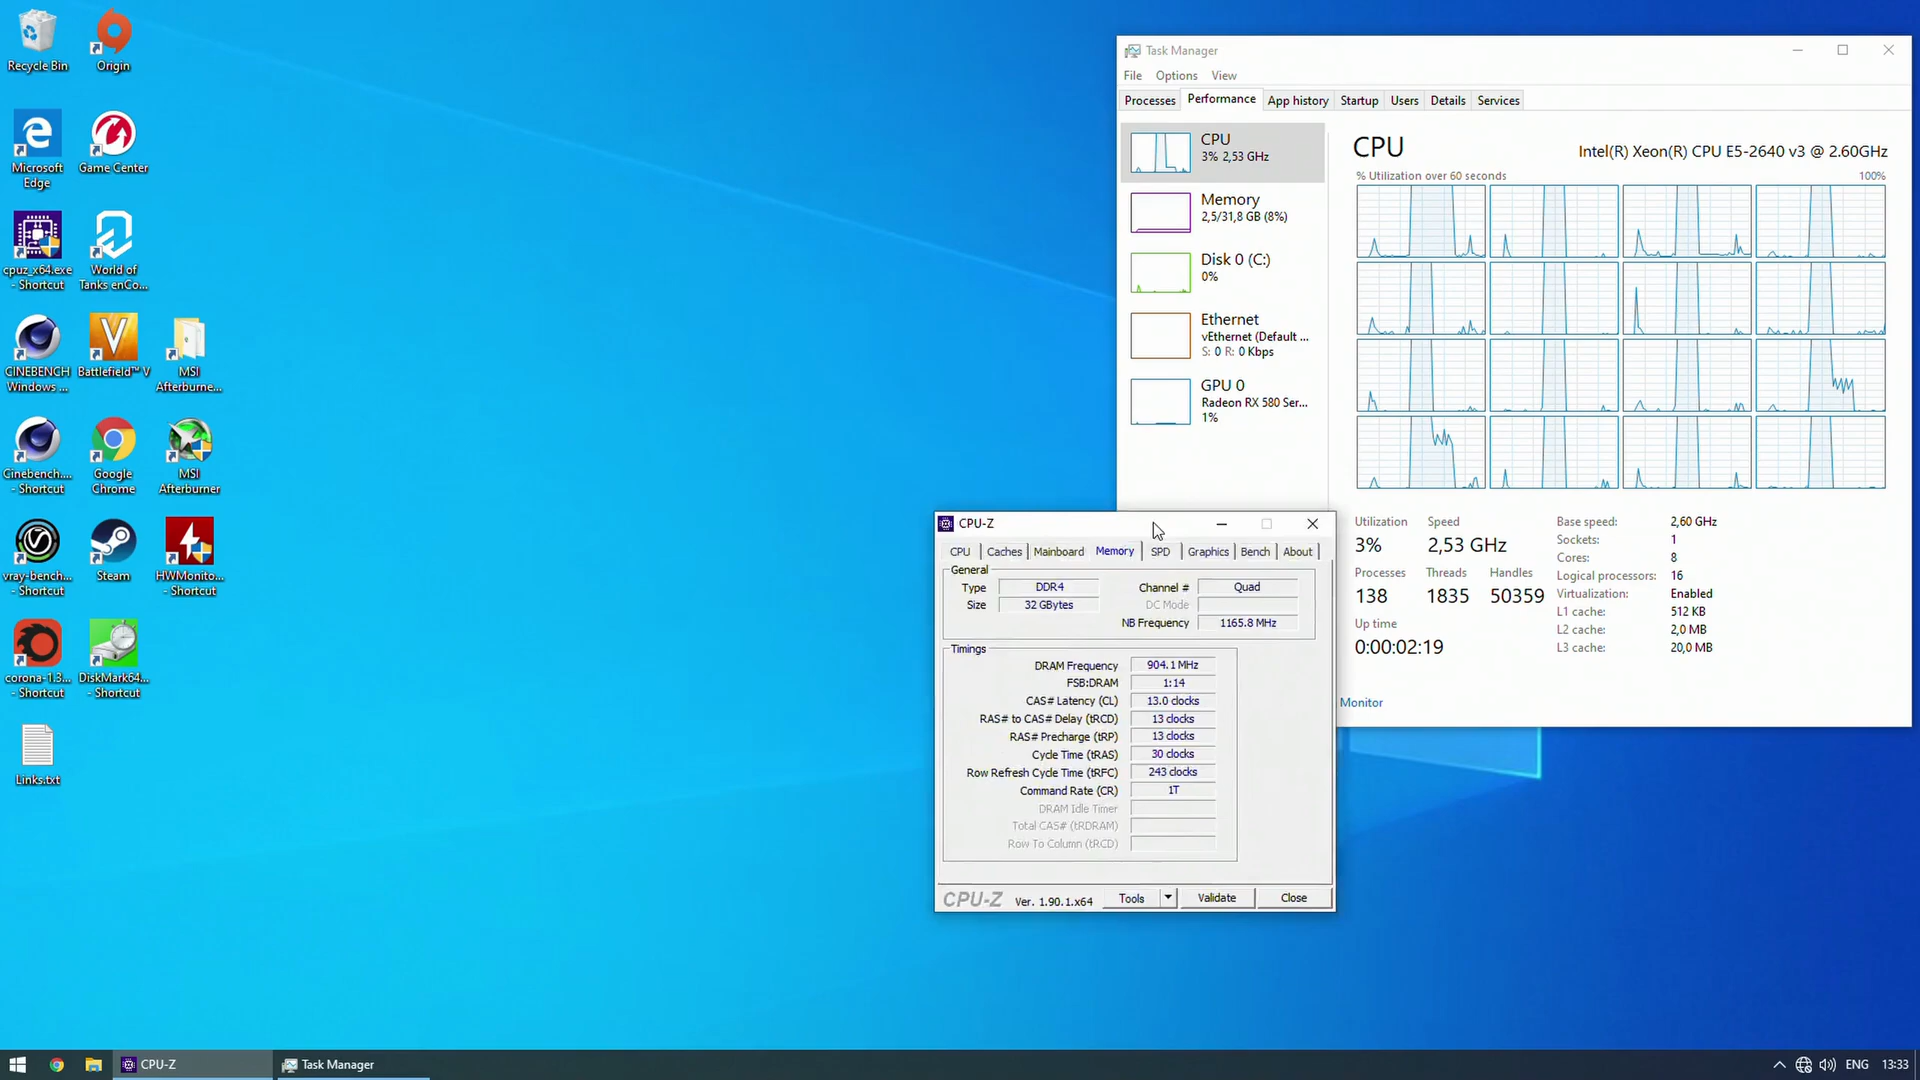 Recycle Bin
Origin
Microsoft
Edge
Game Center
cpuz_x64.exe
- Shortcut
World of
Tanks enCo...
CINEBENCH
Windows ...
Battlefield™ V
MSI
Afterburne...
Cinebench....
- Shortcut
Google
Chrome
MSI
Afterburner
vray-bench...
- Shortcut
Steam
HWMonito...
- Shortcut
corona-1.3...
- Shortcut
DiskMark64...
- Shortcut
Links.txt
Task Manager
File Options View
Processes Performance App history Startup Users Details Services
CPU
3% 2,53 GHz
Memory
2,5/31,8 GB (8%)
Disk 0 (C:)
0%
Ethernet
vEthernet (Default ...
S: 0 R: 0 Kbps
GPU 0
Radeon RX 580 Ser...
1%
CPU Intel(R) Xeon(R) CPU E5-2640 v3 @ 2.60GHz
% Utilization over 60 seconds 100%
Utilization Speed
3% 2,53 GHz
Processes Threads Handles
138 1835 50359
Up time
0:00:02:19
Base speed: 2,60 GHz
Sockets: 1
Cores: 8
Logical processors: 16
Virtualization: Enabled
L1 cache: 512 KB
L2 cache: 2,0 MB
L3 cache: 20,0 MB
Monitor
CPU-Z
CPU Caches Mainboard Memory SPD Graphics Bench About
General
Type DDR4 Channel # Quad
Size 32 GBytes DC Mode
NB Frequency 1165.8 MHz
Timings
DRAM Frequency 904.1 MHz
FSB:DRAM 1:14
CAS# Latency (CL) 13.0 clocks
RAS# to CAS# Delay (tRCD) 13 clocks
RAS# Precharge (tRP) 13 clocks
Cycle Time (tRAS) 30 clocks
Row Refresh Cycle Time (tRFC) 243 clocks
Command Rate (CR) 1T
DRAM Idle Timer
Total CAS# (tRDRAM)
Row To Column (tRCD)
CPU-Z Ver. 1.90.1.x64 Tools Validate Close
CPU-Z Task Manager ENG 13:33